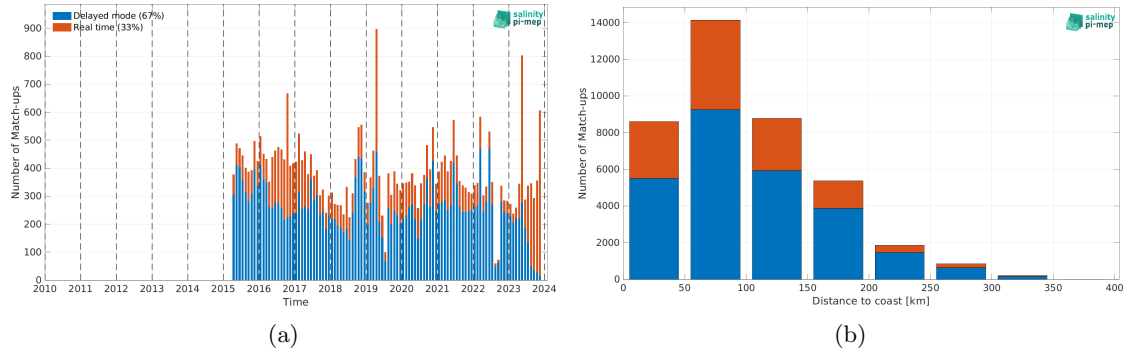 Delayed mode (67%)
Real time (33%)
salinity
pi-mep
900
800
700
600
500
400
300
200
100
0
Number of Match-ups
2010 2011 2012 2013 2014 2015 2016 2017 2018 2019 2020 2021 2022 2023 2024
Time
(a)
salinity
pi-mep
14000
12000
10000
8000
6000
4000
2000
0
Number of Match-ups
0 50 100 150 200 250 300 350 400
Distance to coast [km]
(b)